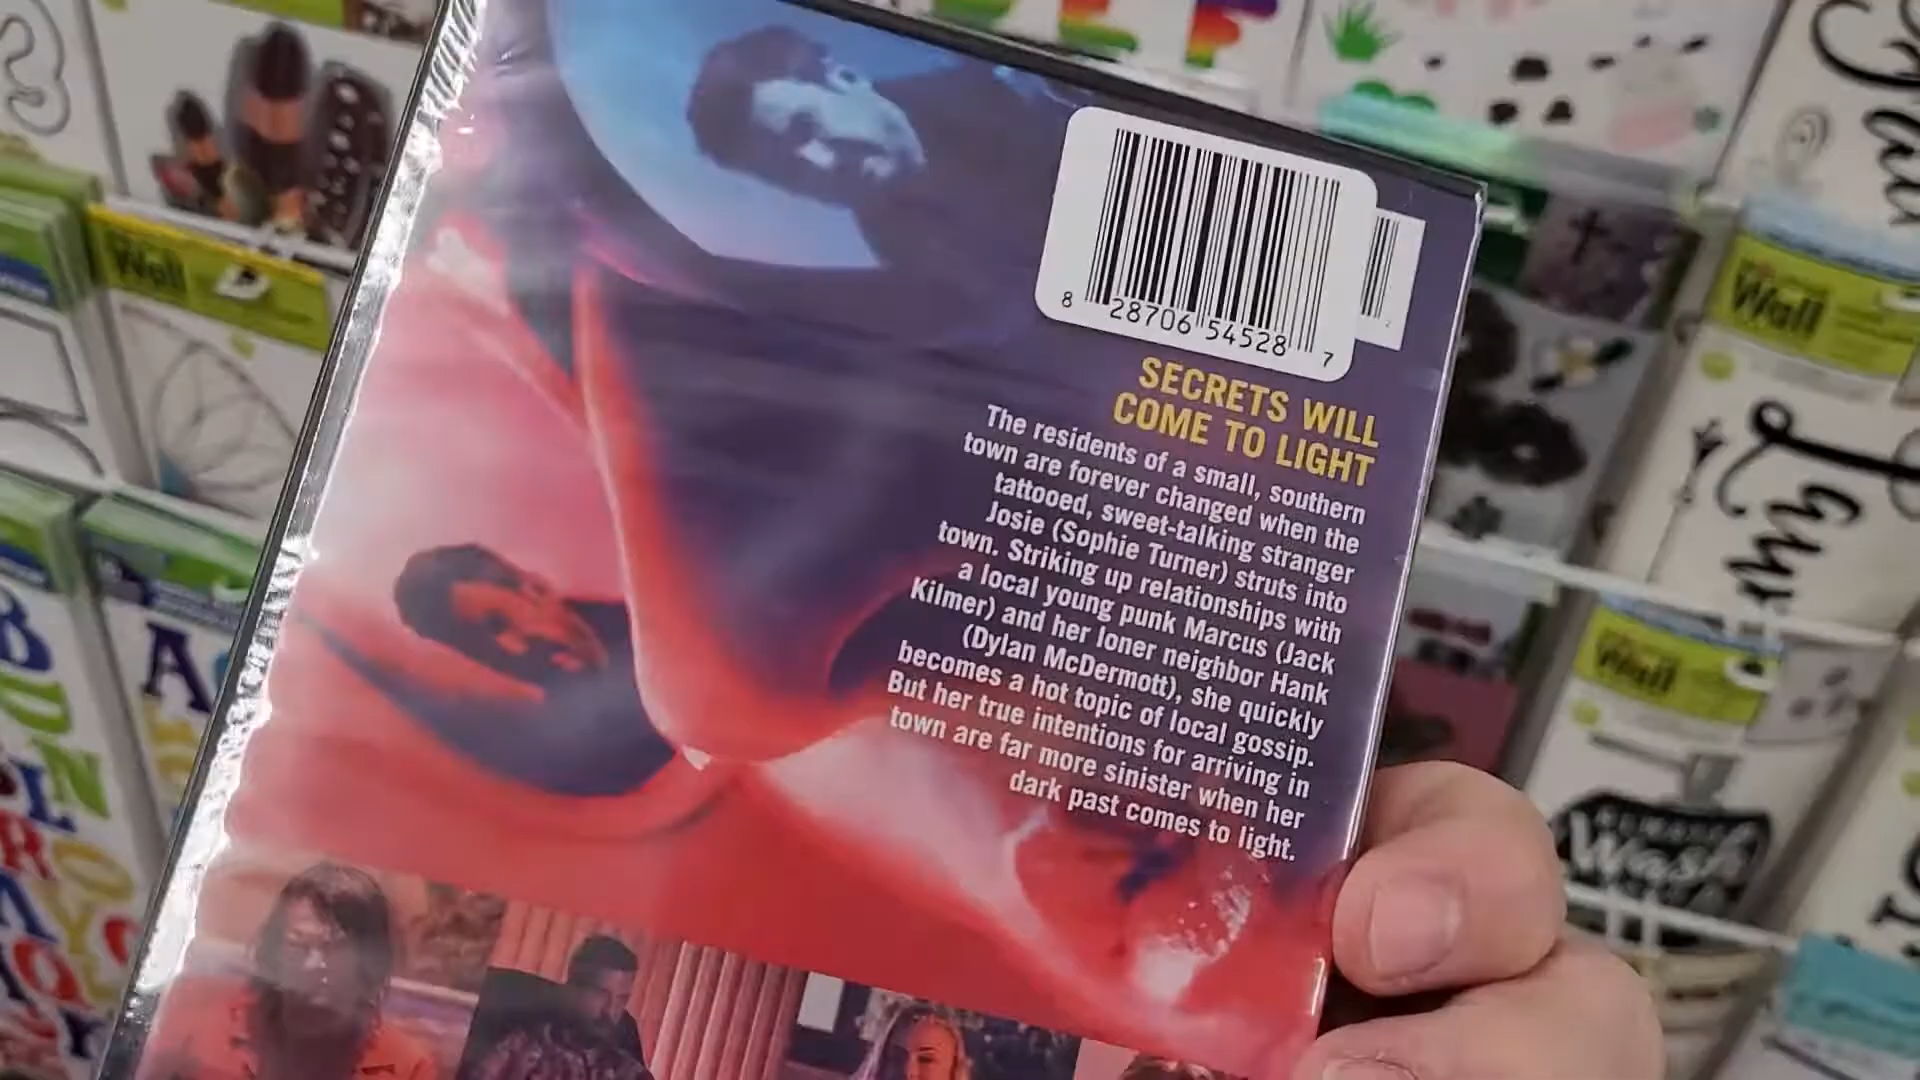 8 28706 54528 7
SECRETS WILL
COME TO LIGHT
The residents of a small, southern
town are forever changed when the
tattooed, sweet-talking stranger
Josie (Sophie Turner) struts into
town. Striking up relationships with
a local young punk Marcus (Jack
Kilmer) and her loner neighbor Hank
(Dylan McDermott), she quickly
becomes a hot topic of local gossip.
But her true intentions for arriving in
town are far more sinister when her
dark past comes to light.
Wall
Wall
Wall
Wash